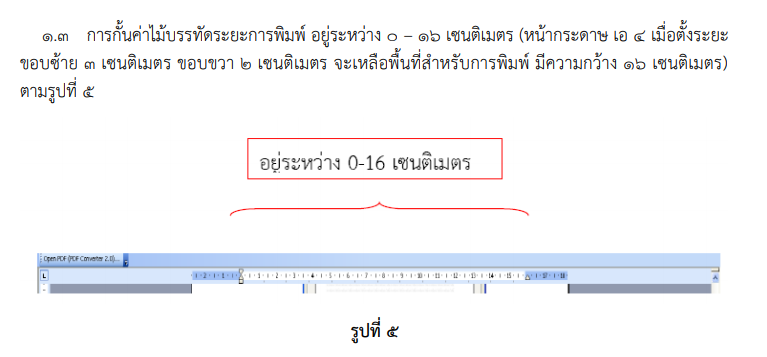 ๑.๓ การกั้นค่าไม้บรรทัดระยะการพิมพ์ อยู่ระหว่าง ๐ – ๑๖ เซนติเมตร (หน้ากระดาษ เอ ๔ เมื่อตั้งระยะ
ขอบซ้าย ๓ เซนติเมตร ขอบขวา ๒ เซนติเมตร จะเหลือพื้นที่สำหรับการพิมพ์ มีความกว้าง ๑๖ เซนติเมตร)
ตามรูปที่ ๕
อยู่ระหว่าง 0-16 เซนติเมตร
Open PDF (PDF Converter 2.0)...
L
2 1 1 2 3 4 5 6 7 8 9 10 11 12 13 14 15 17 18
รูปที่ ๕